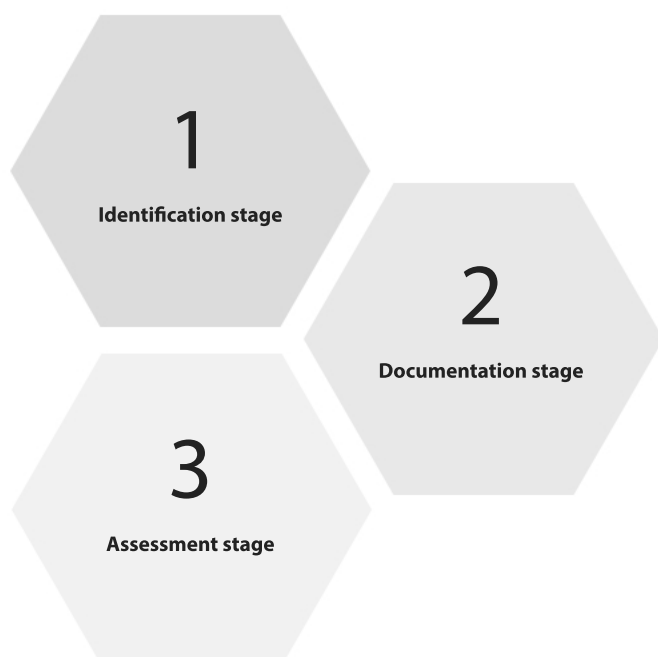 1
Identification stage
2
Documentation stage
3
Assessment stage